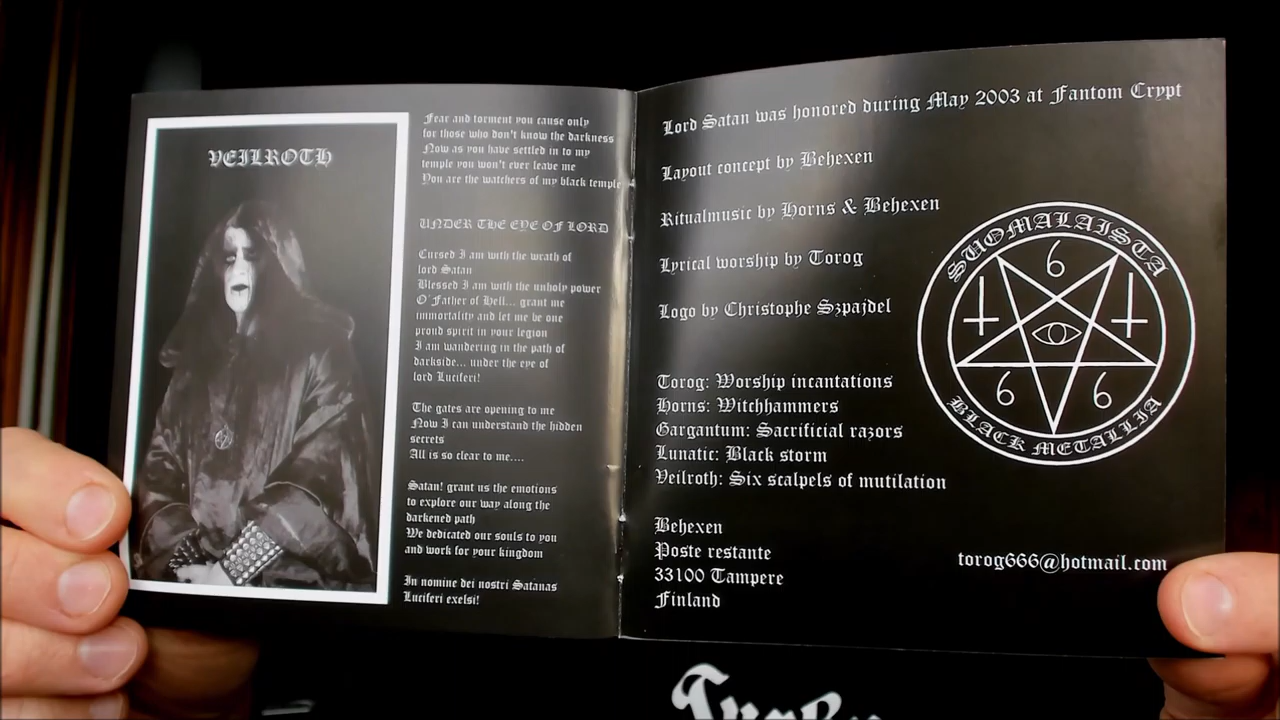 VEILROTH
Fear and torment you cause only
for those who don't know the darkness
Now as you have settled in to my
temple you won't ever leave me
You are the watchers of my black temple
UNDER THE EYE OF LORD
Cursed I am with the wrath of
lord Satan
Blessed I am with the unholy power
O´Father of Hell... grant me
immortality and let me be one
proud spirit in your legion
I am wandering in the path of
darkside... under the eye of
lord Luciferi!
The gates are opening to me
Now I can understand the hidden
secrets
All is so clear to me....
Satan! grant us the emotions
to explore our way along the
darkened path
We dedicated our souls to you
and work for your kingdom
In nomine dei nostri Satanas
Luciferi exelsi!
Lord Satan was honored during May 2003 at Fantom Crypt
Layout concept by Behexen
Ritualmusic by Horns & Behexen
Lyrical worship by Torog
Logo by Christophe Szpajdel
SUOMALAISTA
6
6 6
BLACK METALLIA
Torog: Worship incantations
Horns: Witchhammers
Gargantum: Sacrificial razors
Lunatic: Black storm
Veilroth: Six scalpels of mutilation
Behexen
Poste restante
33100 Tampere
Finland
torog666@hotmail.com